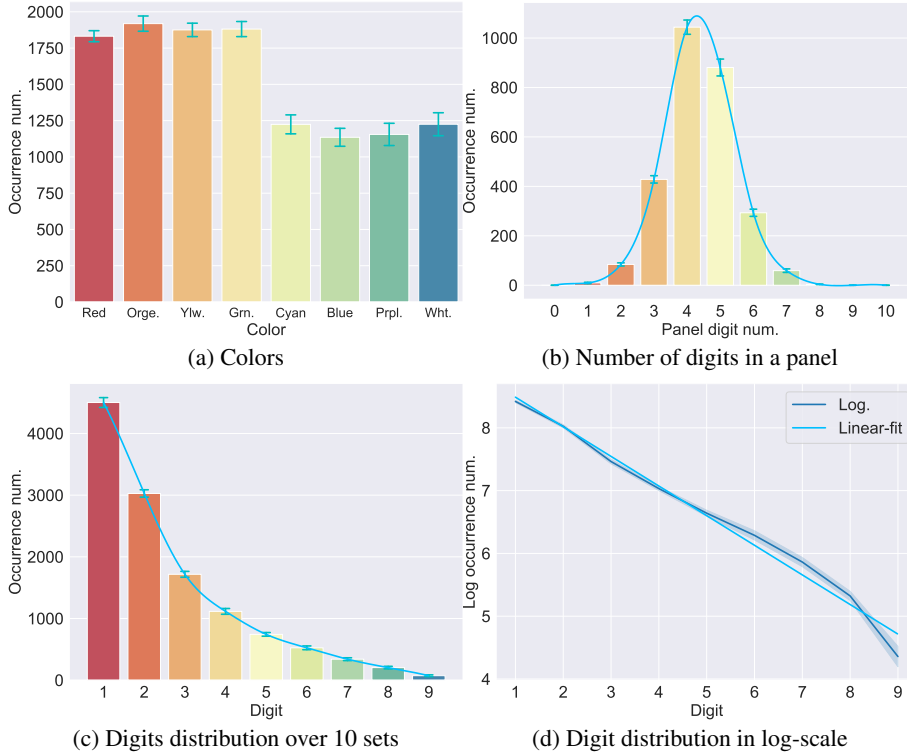 2000
1750
1500
1250
1000
750
500
250
0
Occurrence num.
Red Orge. Ylw. Grn. Cyan Blue Prpl. Wht.
Color
(a) Colors
1000
800
600
400
200
0
Occurrence num.
0 1 2 3 4 5 6 7 8 9 10
Panel digit num.
(b) Number of digits in a panel
4000
3000
2000
1000
0
Occurrence num.
1 2 3 4 5 6 7 8 9
Digit
(c) Digits distribution over 10 sets
8
7
6
5
4
Log occurrence num.
Log.
Linear-fit
1 2 3 4 5 6 7 8 9
Digit
(d) Digit distribution in log-scale